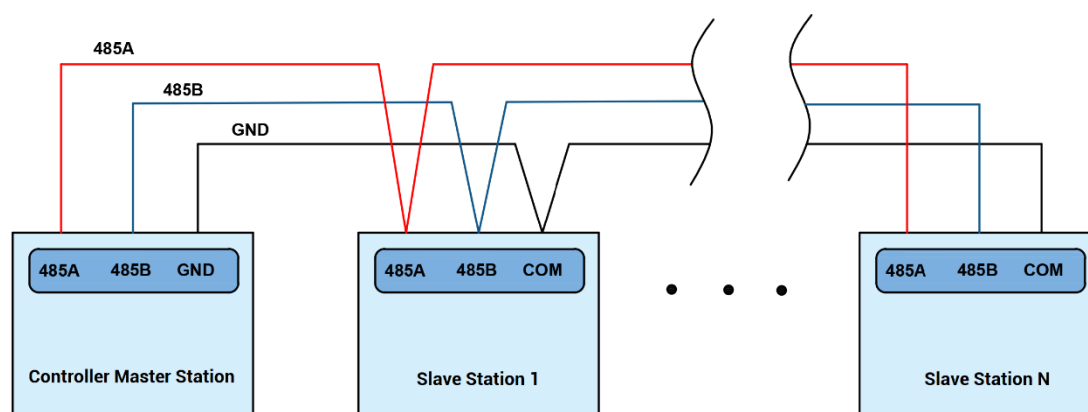 485A
485B
GND
485A 485B GND
485A 485B COM
485A 485B COM
Controller Master Station
Slave Station 1
Slave Station N